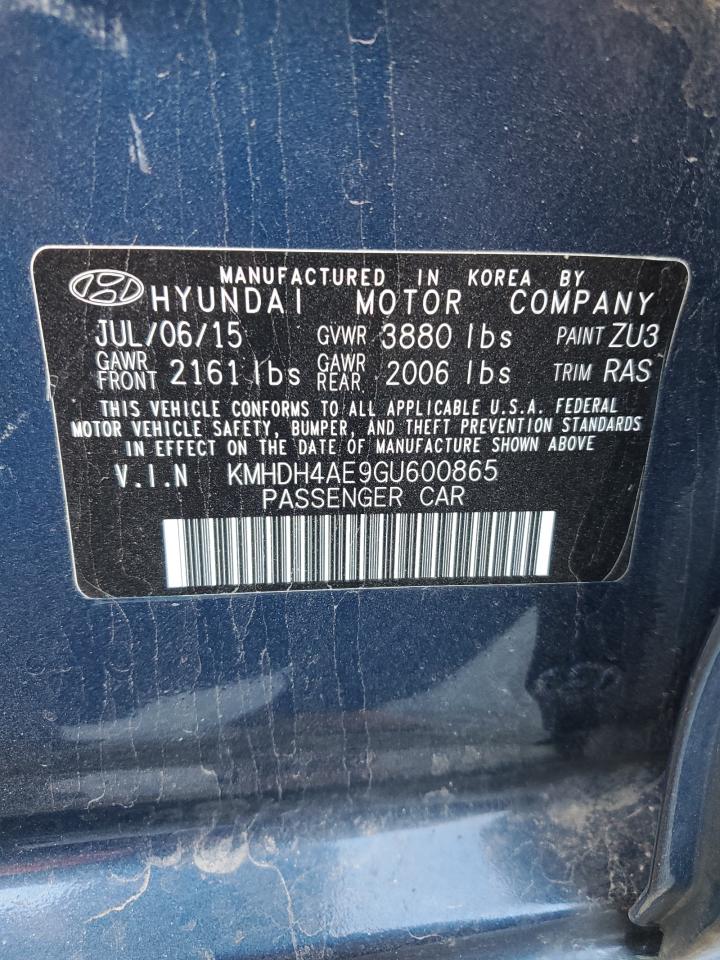 MANUFACTURED IN KOREA BY
HYUNDAI MOTOR COMPANY
JUL/06/15 GVWR 3880 lbs PAINT ZU3
GAWR FRONT 2161 lbs GAWR REAR 2006 lbs TRIM RAS
THIS VEHICLE CONFORMS TO ALL APPLICABLE U.S.A. FEDERAL
MOTOR VEHICLE SAFETY, BUMPER, AND THEFT PREVENTION STANDARDS
IN EFFECT ON THE DATE OF MANUFACTURE SHOWN ABOVE
V.I.N KMHDH4AE9GU600865
PASSENGER CAR